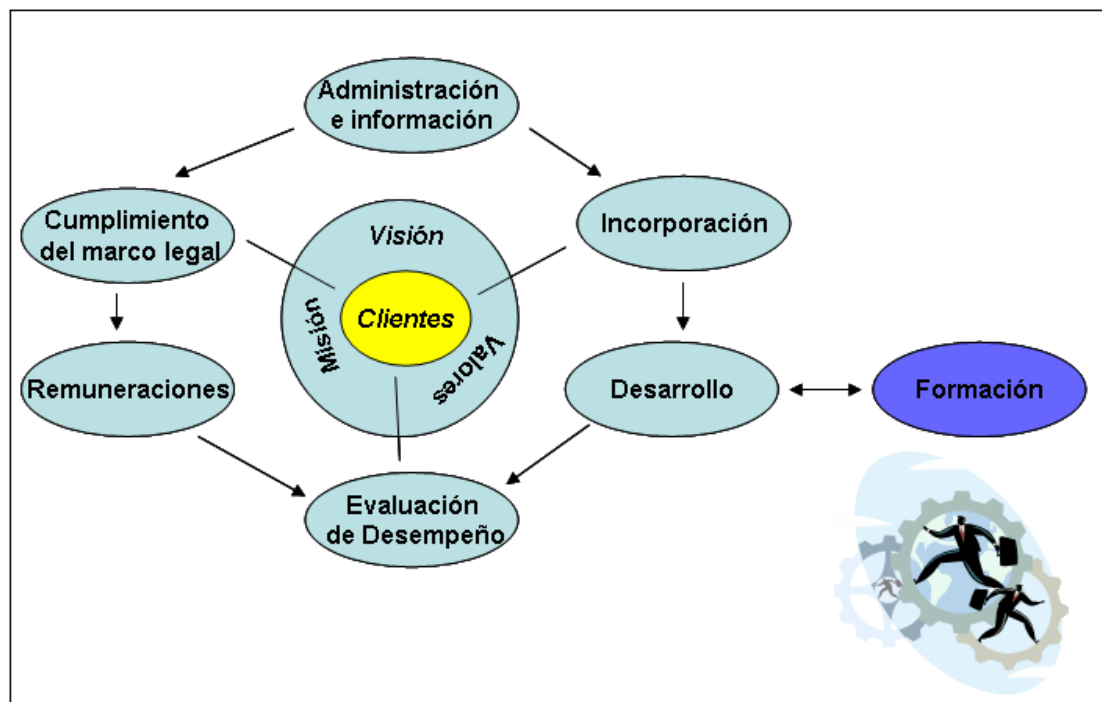 Administración
e información
Cumplimiento
del marco legal
Visión
Incorporación
Misión
Clientes
Valores
Remuneraciones
Desarrollo
Formación
Evaluación
de Desempeño